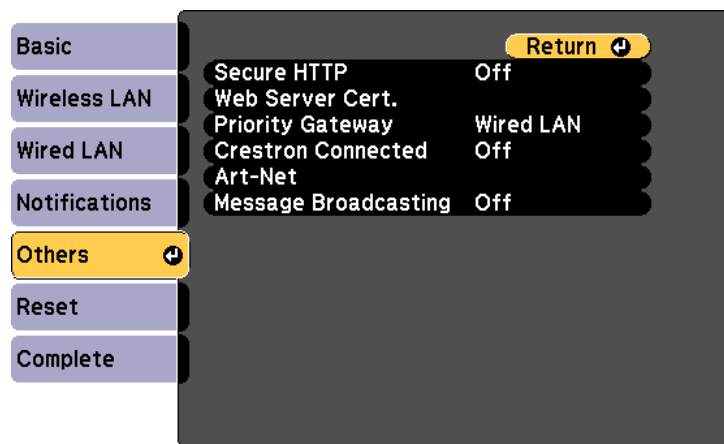 Basic
Wireless LAN
Wired LAN
Notifications
Others
Reset
Complete
Return
Secure HTTP Off
Web Server Cert.
Priority Gateway Wired LAN
Crestron Connected Off
Art-Net
Message Broadcasting Off